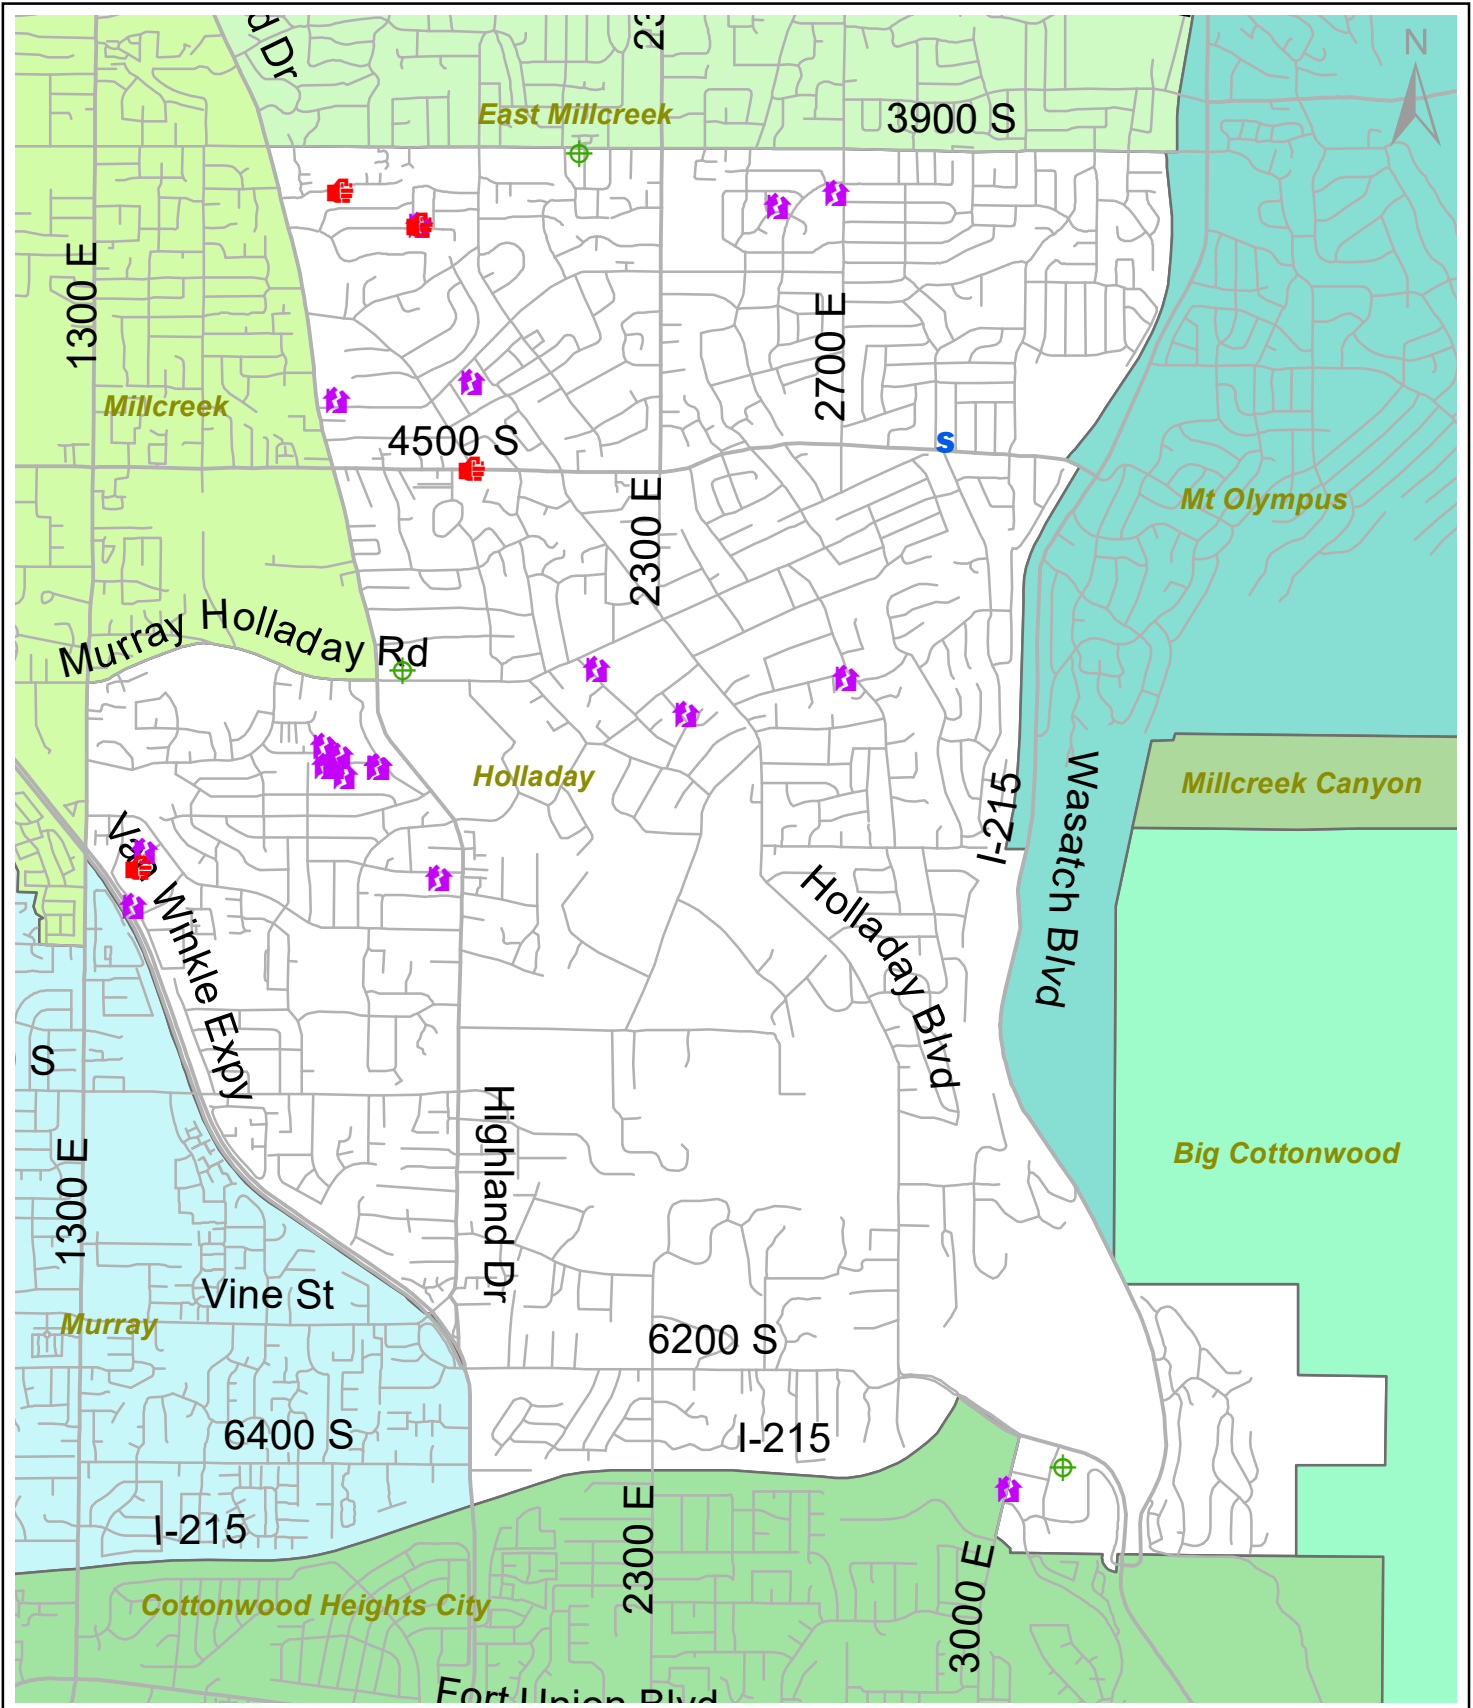 d Dr
23
N
East Millcreek
3900 S
1300 E
2700 E
Millcreek
4500 S
S
Mt Olympus
2300 E
Murray Holladay Rd
Holladay
I-215
Wasatch Blvd
Millcreek Canyon
Van Winkle Expy
Holladay Blvd
S
Highland Dr
1300 E
Big Cottonwood
Vine St
Murray
6200 S
6400 S
I-215
I-215
2300 E
3000 E
Cottonwood Heights City
Fort Union Blvd